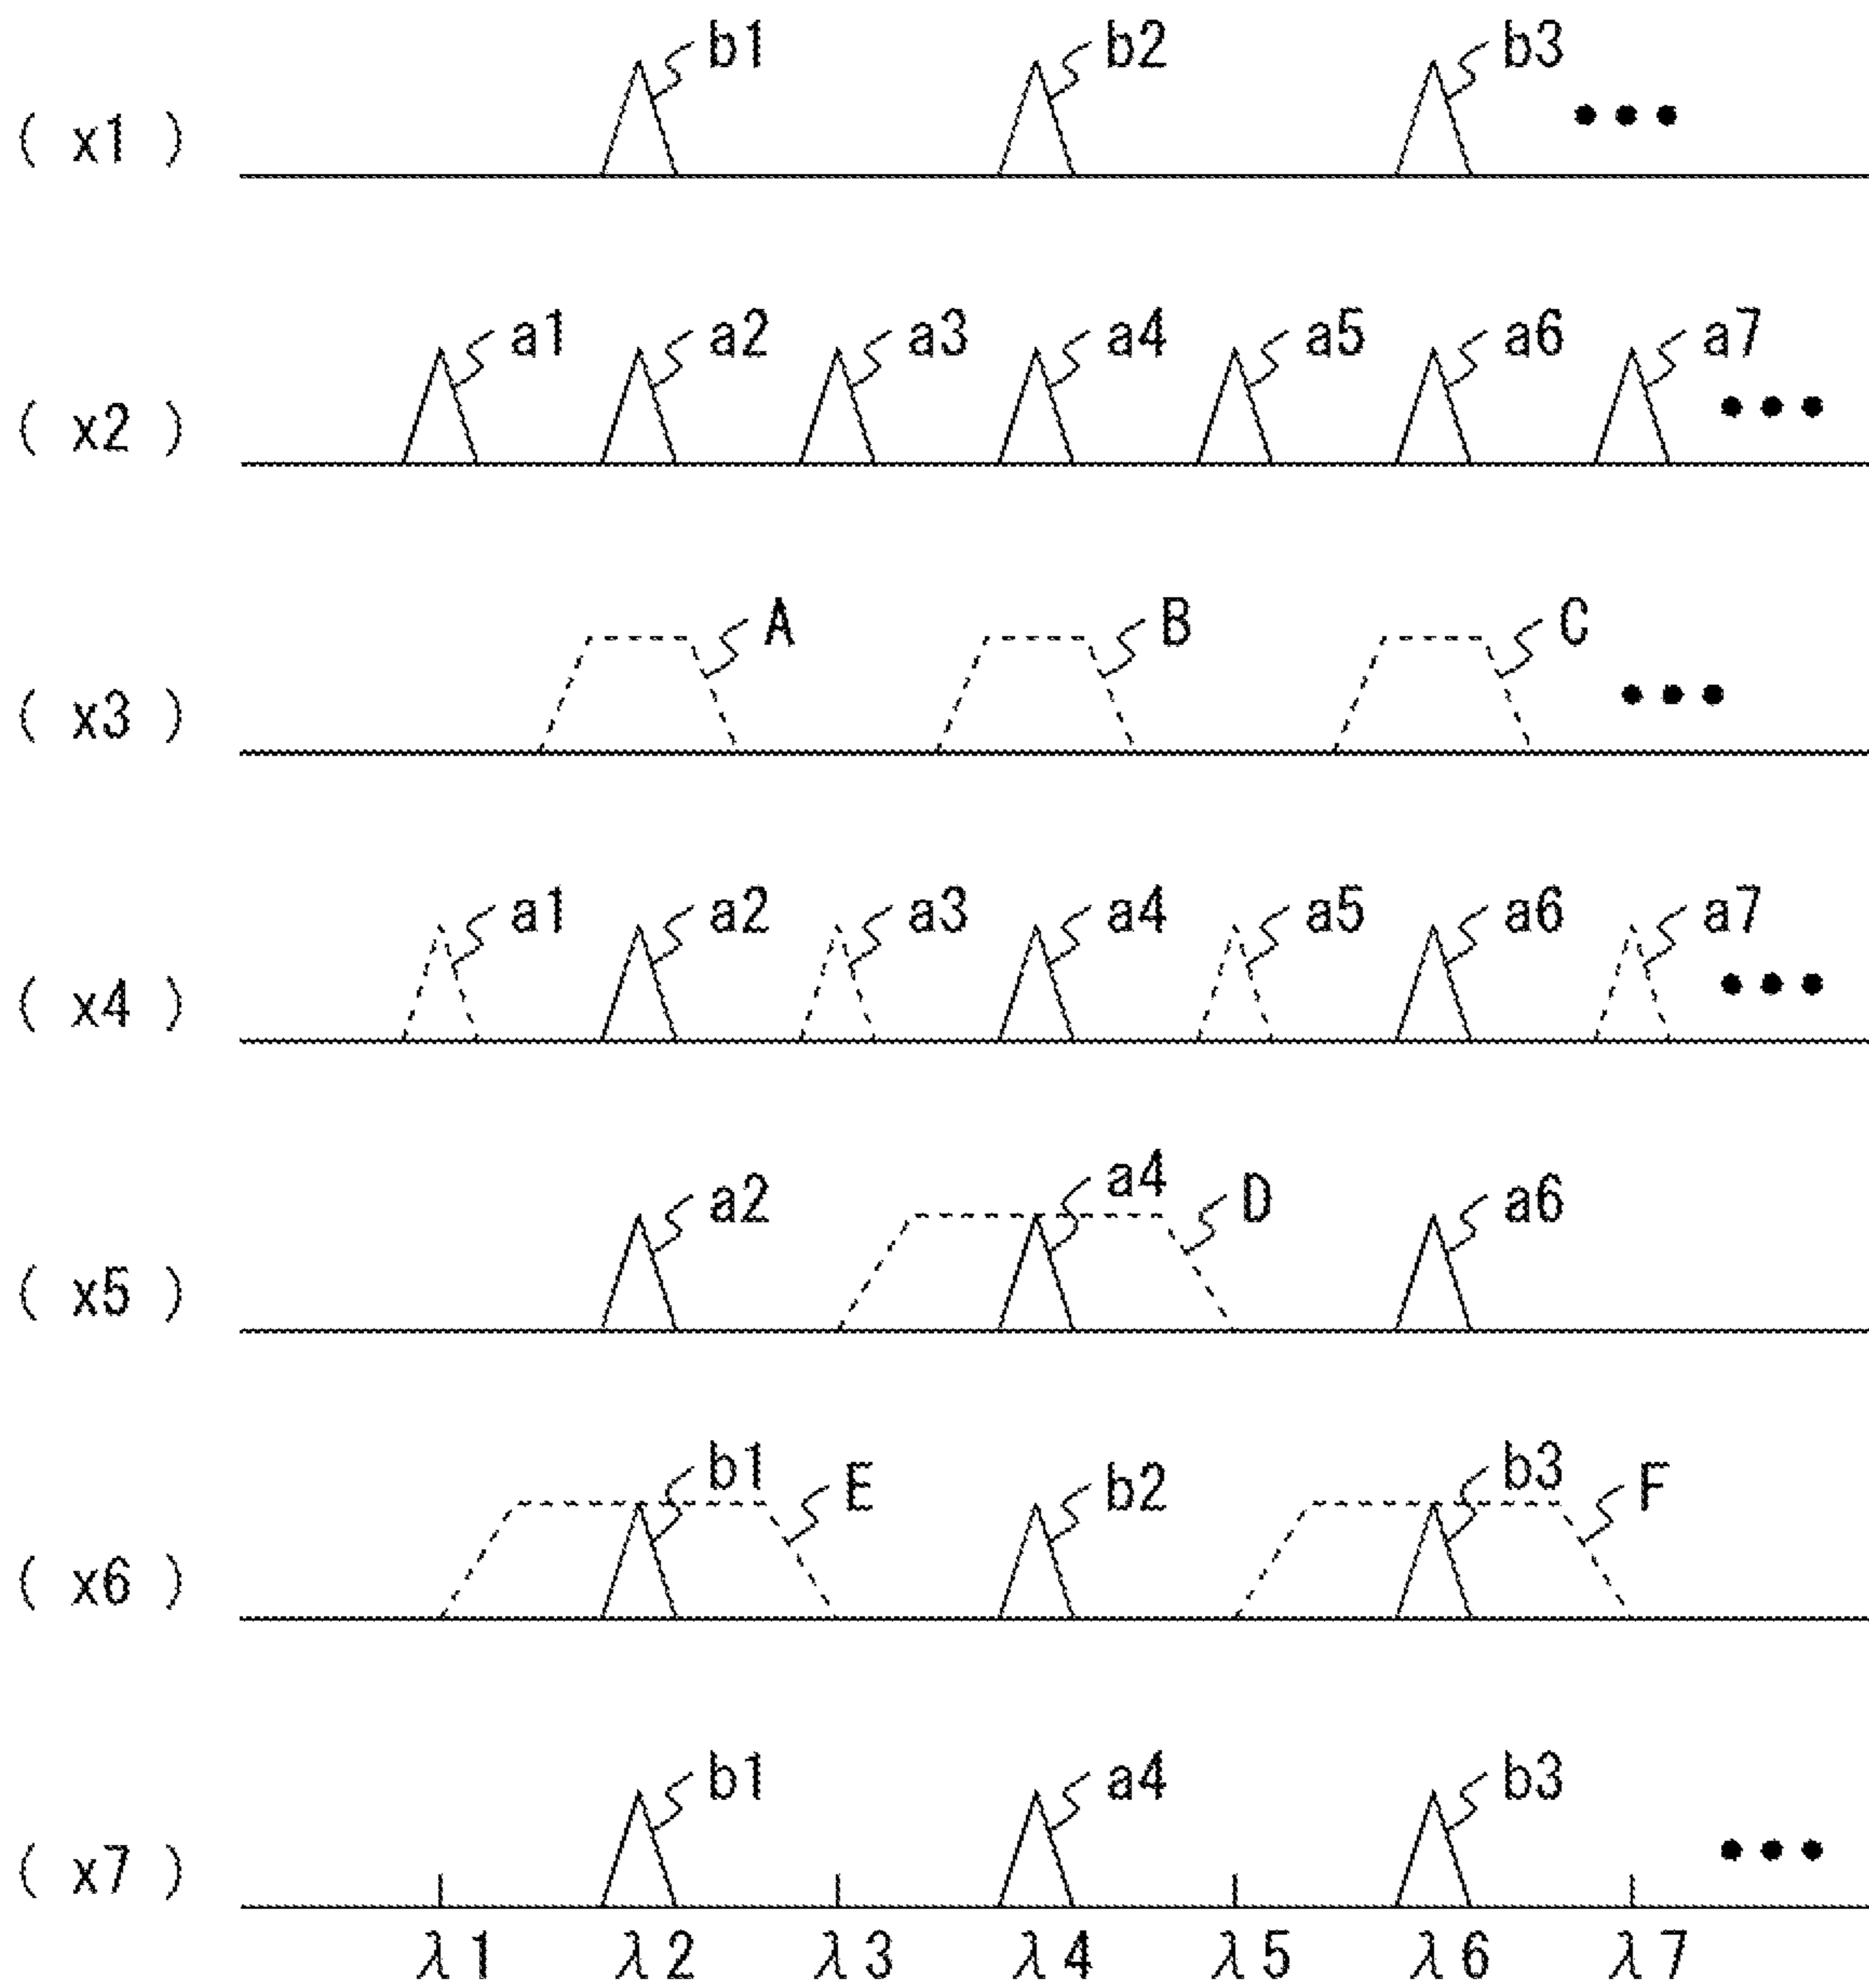 ( x1 ) b1 b2 b3 •••
( x2 ) a1 a2 a3 a4 a5 a6 a7 •••
( x3 ) A B C •••
( x4 ) a1 a2 a3 a4 a5 a6 a7 •••
( x5 ) a2 a4 D a6
( x6 ) b1 E b2 b3 F
( x7 ) b1 a4 b3 •••
λ1 λ2 λ3 λ4 λ5 λ6 λ7